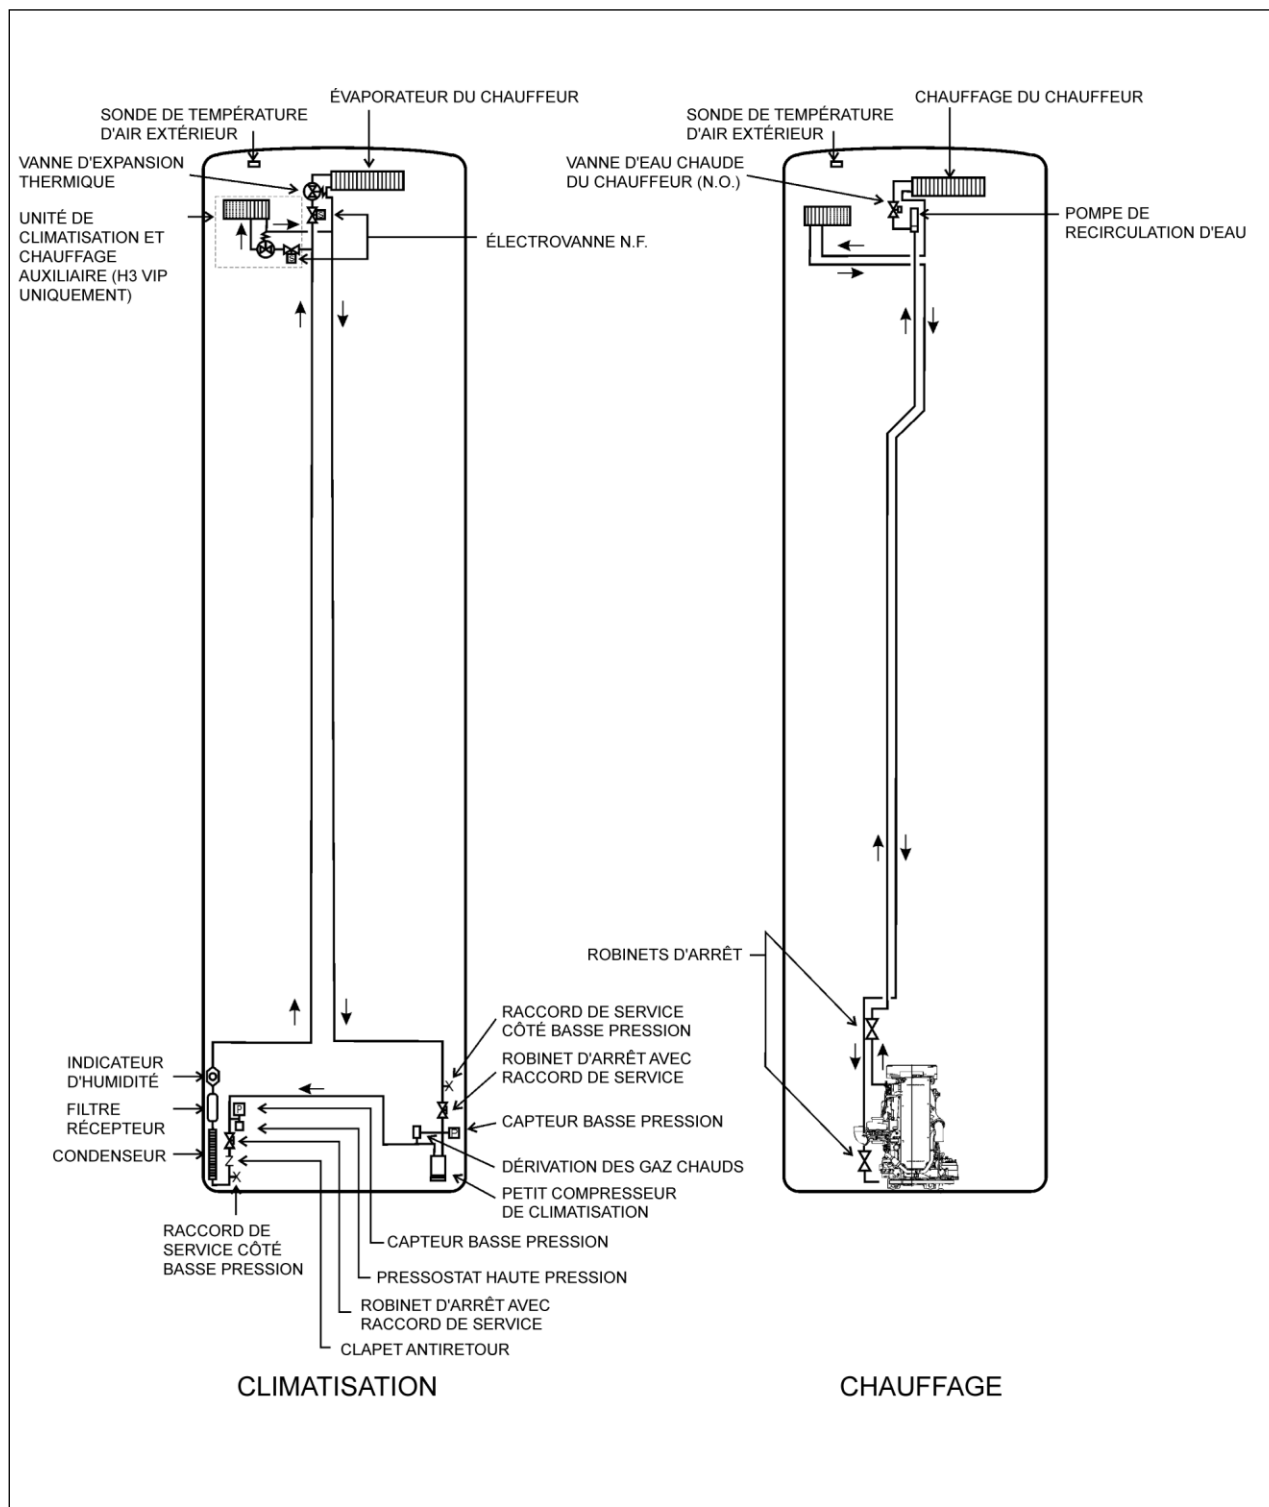 ÉVAPORATEUR DU CHAUFFEUR
SONDE DE TEMPÉRATURE
D'AIR EXTÉRIEUR
VANNE D'EXPANSION
THERMIQUE
UNITÉ DE
CLIMATISATION ET
CHAUFFAGE
AUXILIAIRE (H3 VIP
UNIQUEMENT)
ÉLECTROVANNE N.F.
CHAUFFAGE DU CHAUFFEUR
SONDE DE TEMPÉRATURE
D'AIR EXTÉRIEUR
VANNE D'EAU CHAUDE
DU CHAUFFEUR (N.O.)
POMPE DE
RECIRCULATION D'EAU
ROBINETS D'ARRÊT
RACCORD DE SERVICE
CÔTÉ BASSE PRESSION
ROBINET D'ARRÊT AVEC
RACCORD DE SERVICE
CAPTEUR BASSE PRESSION
DÉRIVATION DES GAZ CHAUDS
PETIT COMPRESSEUR
DE CLIMATISATION
INDICATEUR
D'HUMIDITÉ
FILTRE
RÉCEPTEUR
CONDENSEUR
P
P
RACCORD DE
SERVICE CÔTÉ
BASSE PRESSION
CAPTEUR BASSE PRESSION
PRESSOSTAT HAUTE PRESSION
ROBINET D'ARRÊT AVEC
RACCORD DE SERVICE
CLAPET ANTIRETOUR
CLIMATISATION
CHAUFFAGE